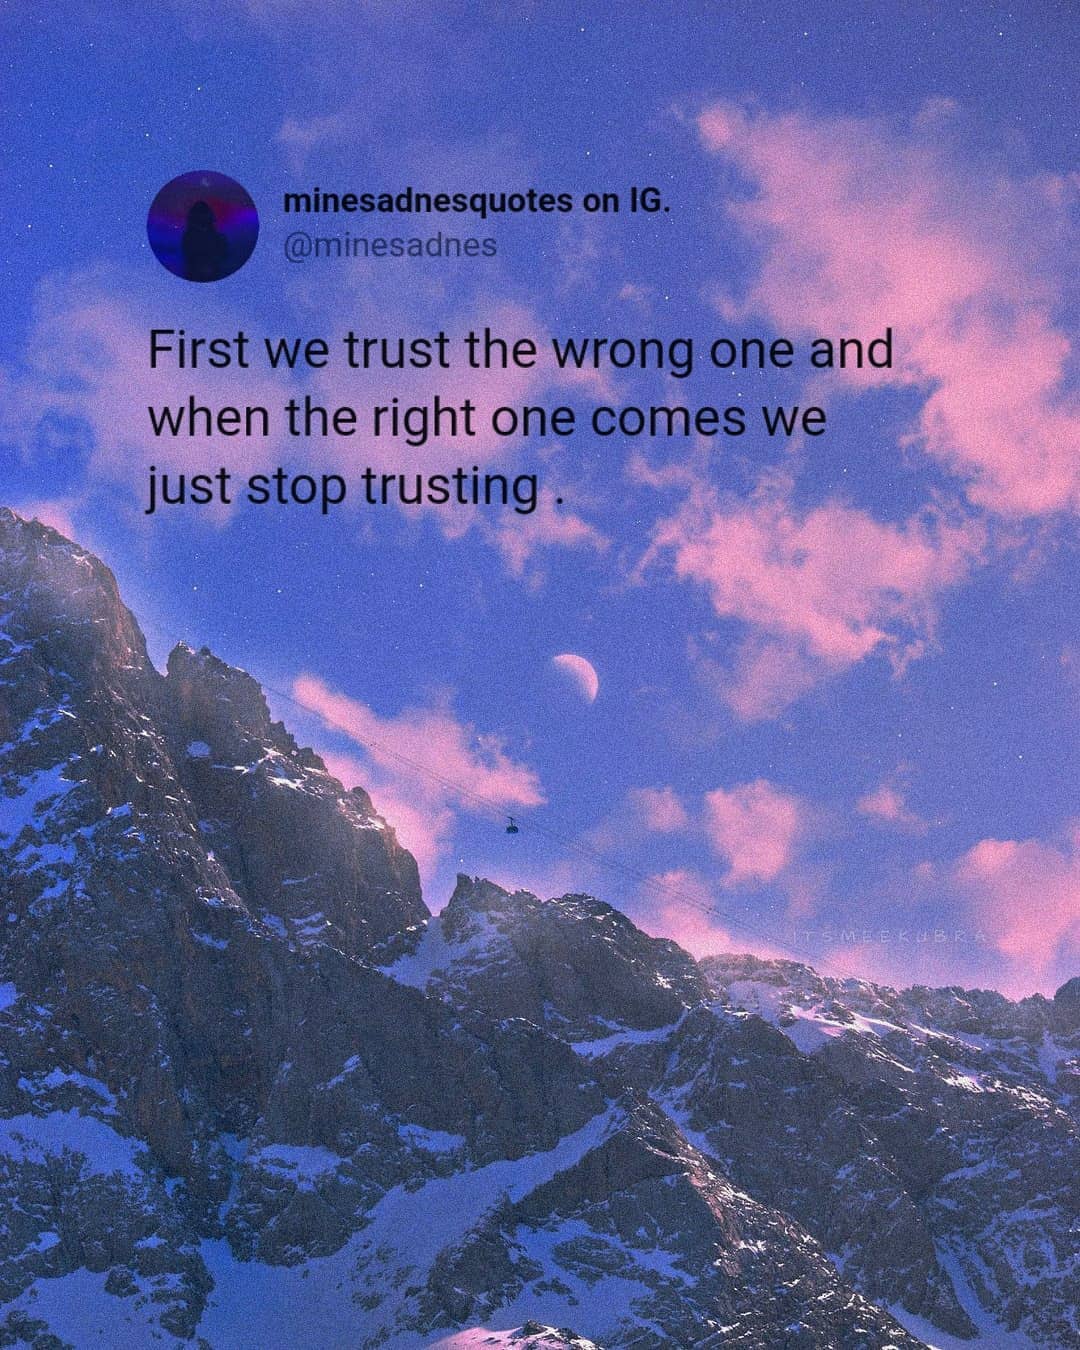 minesadnesquotes on IG.
@minesadnes
First we trust the wrong one and
when the right one comes we
just stop trusting .
ITSMEEKUBRA